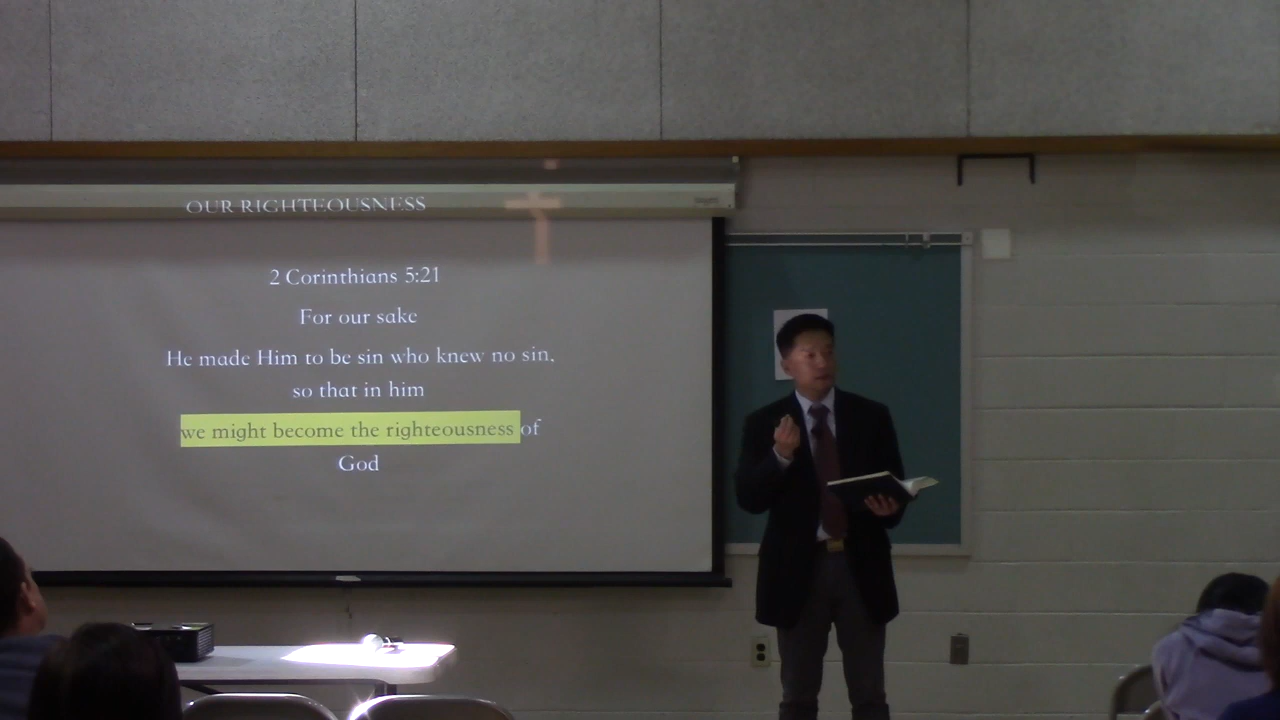 OUR RIGHTEOUSNESS
2 Corinthians 5:21
For our sake
He made Him to be sin who knew no sin,
so that in him
we might become the righteousness of
God